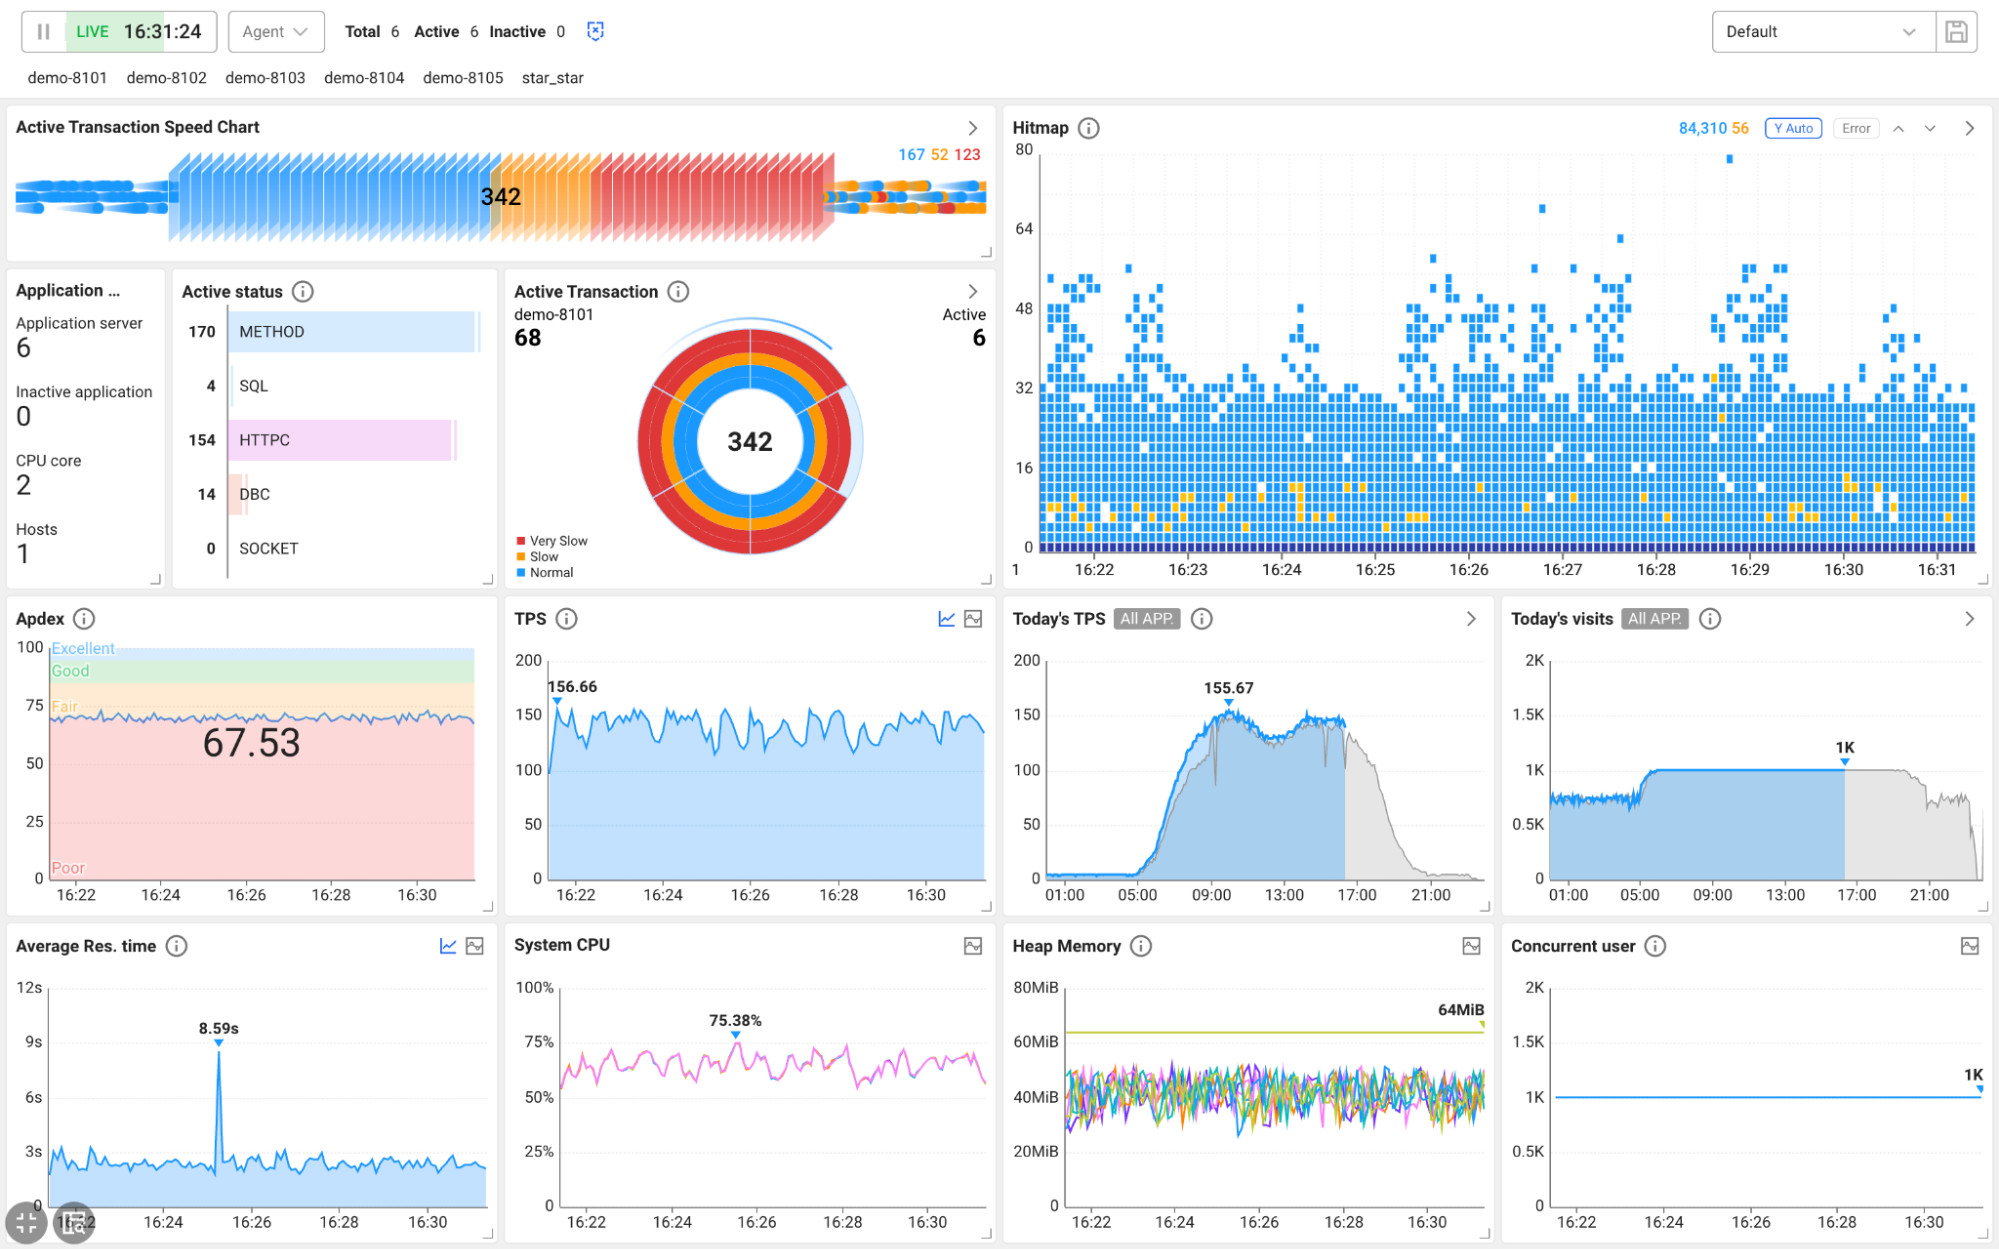 LIVE 16:31:24 Agent Total 6 Active 6 Inactive 0 Default
demo-8101 demo-8102 demo-8103 demo-8104 demo-8105 star_star
Active Transaction Speed Chart
167 52 123
342
Hitmap 84,310 56 Y Auto Error
80
64
48
32
16
0
1 16:22 16:23 16:24 16:25 16:26 16:27 16:28 16:29 16:30 16:31
Application ...
Application server
6
Inactive application
0
CPU core
2
Hosts
1
Active status
170 METHOD
4 SQL
154 HTTPC
14 DBC
0 SOCKET
Active Transaction
demo-8101 Active
68 6
342
Very Slow
Slow
Normal
Apdex
100 Excellent
Good
75 Fair
67.53
50
25
Poor
0
16:22 16:24 16:26 16:28 16:30
TPS
200
156.66
150
100
50
0
16:22 16:24 16:26 16:28 16:30
Today's TPS All APP.
200
155.67
150
100
50
0
01:00 05:00 09:00 13:00 17:00 21:00
Today's visits All APP.
2K
1.5K
1K
1K
0.5K
0
01:00 05:00 09:00 13:00 17:00 21:00
Average Res. time
12s
8.59s
9s
6s
3s
0
16:24 16:26 16:28 16:30
System CPU
100%
75.38%
75%
50%
25%
0
16:22 16:24 16:26 16:28 16:30
Heap Memory
80MiB
64MiB
60MiB
40MiB
20MiB
0
16:22 16:24 16:26 16:28 16:30
Concurrent user
2K
1.5K
1K
1K
0.5K
0
16:22 16:24 16:26 16:28 16:30